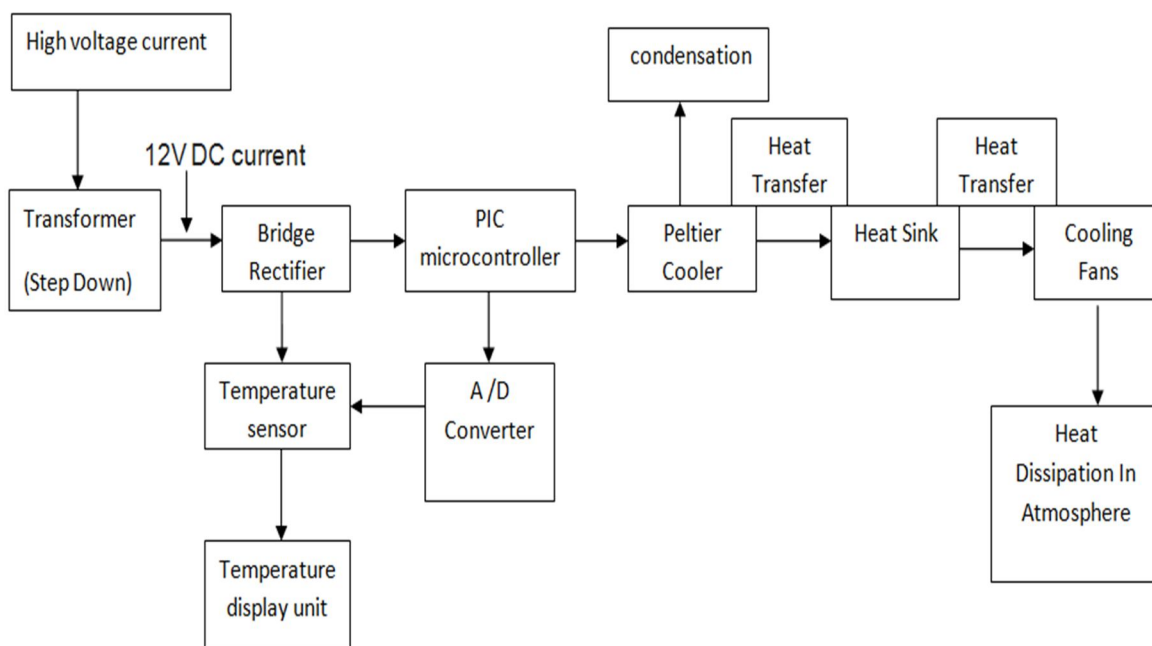 High voltage current
condensation
12V DC current
Heat
Transfer
Heat
Transfer
Transformer
(Step Down)
Bridge
Rectifier
PIC
microcontroller
Peltier
Cooler
Heat Sink
Cooling
Fans
Temperature
sensor
A /D
Converter
Heat
Dissipation In
Atmosphere
Temperature
display unit